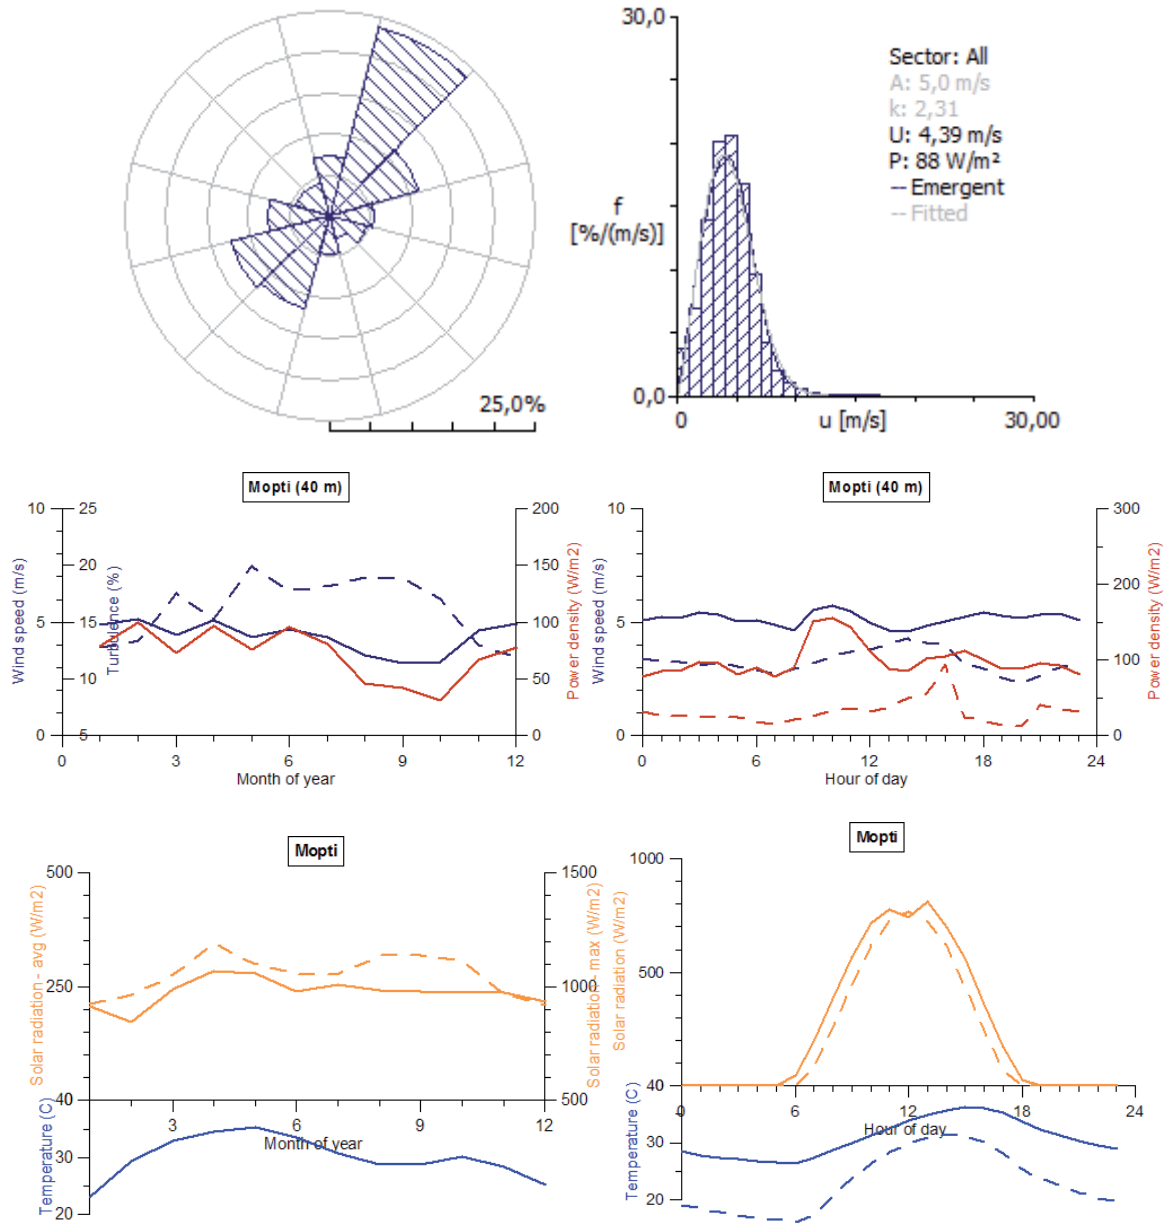 25,0%
30,0
f
[%/(m/s)]
0,0
0
u [m/s]
30,00
Sector: All
A: 5,0 m/s
k: 2,31
U: 4,39 m/s
P: 88 W/m²
-- Emergent
-- Fitted
Mopti (40 m)
10
5
0
Wind speed (m/s)
25
20
15
10
5
Turbulence (%)
200
150
100
50
0
Power density (W/m2)
0
3
6
9
12
Month of year
Mopti (40 m)
10
5
0
Wind speed (m/s)
300
200
100
0
Power density (W/m2)
0
6
12
18
24
Hour of day
Mopti
500
250
Solar radiation - avg (W/m2)
1500
1000
500
Solar radiation - max (W/m2)
40
30
20
Temperature (C)
3
6
9
12
Month of year
Mopti
1000
500
Solar radiation (W/m2)
40
30
20
Temperature (C)
0
6
12
18
24
Hour of day